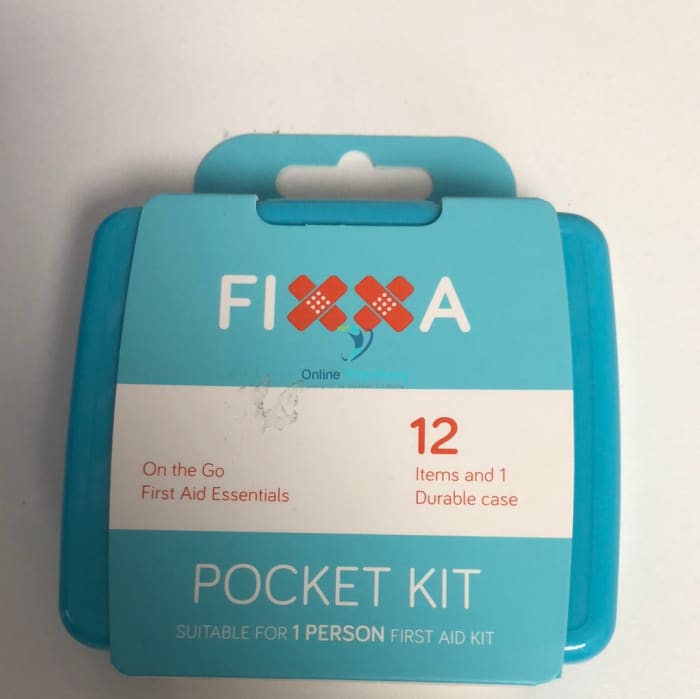 FIXXA
Online
12
On the Go
First Aid Essentials
Items and 1
Durable case
POCKET KIT
SUITABLE FOR 1 PERSON FIRST AID KIT